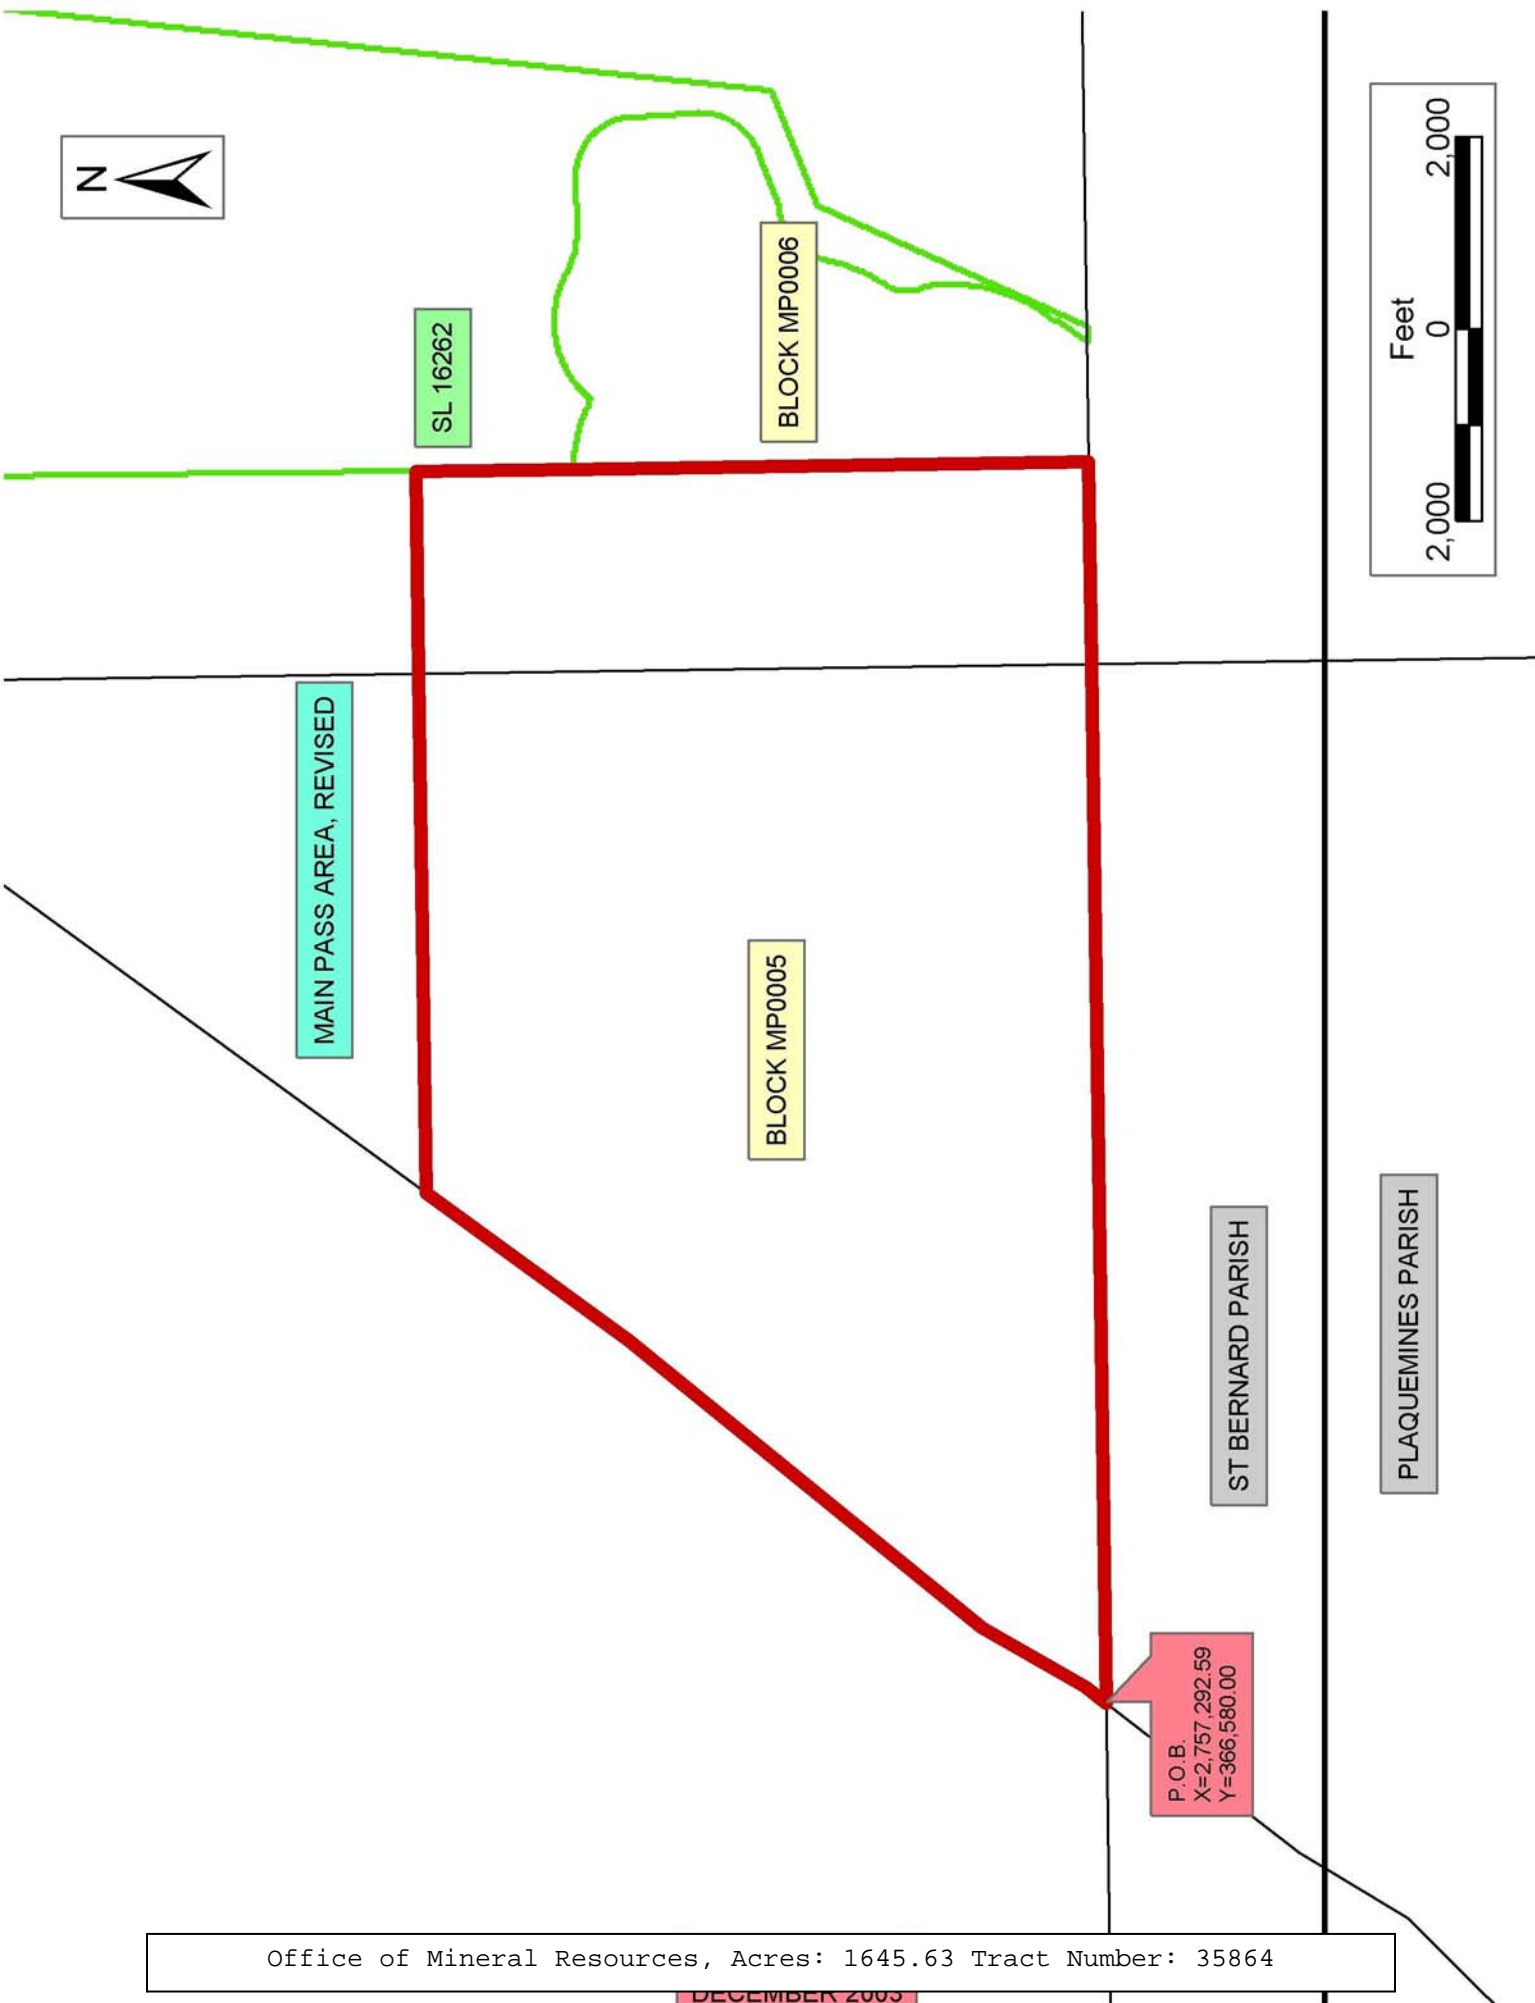 N
SL 16262
BLOCK MP0006
MAIN PASS AREA, REVISED
BLOCK MP0005
Feet
2,000 0 2,000
ST BERNARD PARISH
PLAQUEMINES PARISH
P.O.B.
X=2,757,292.59
Y=366,580.00
Office of Mineral Resources, Acres: 1645.63 Tract Number: 35864
DECEMBER 2003